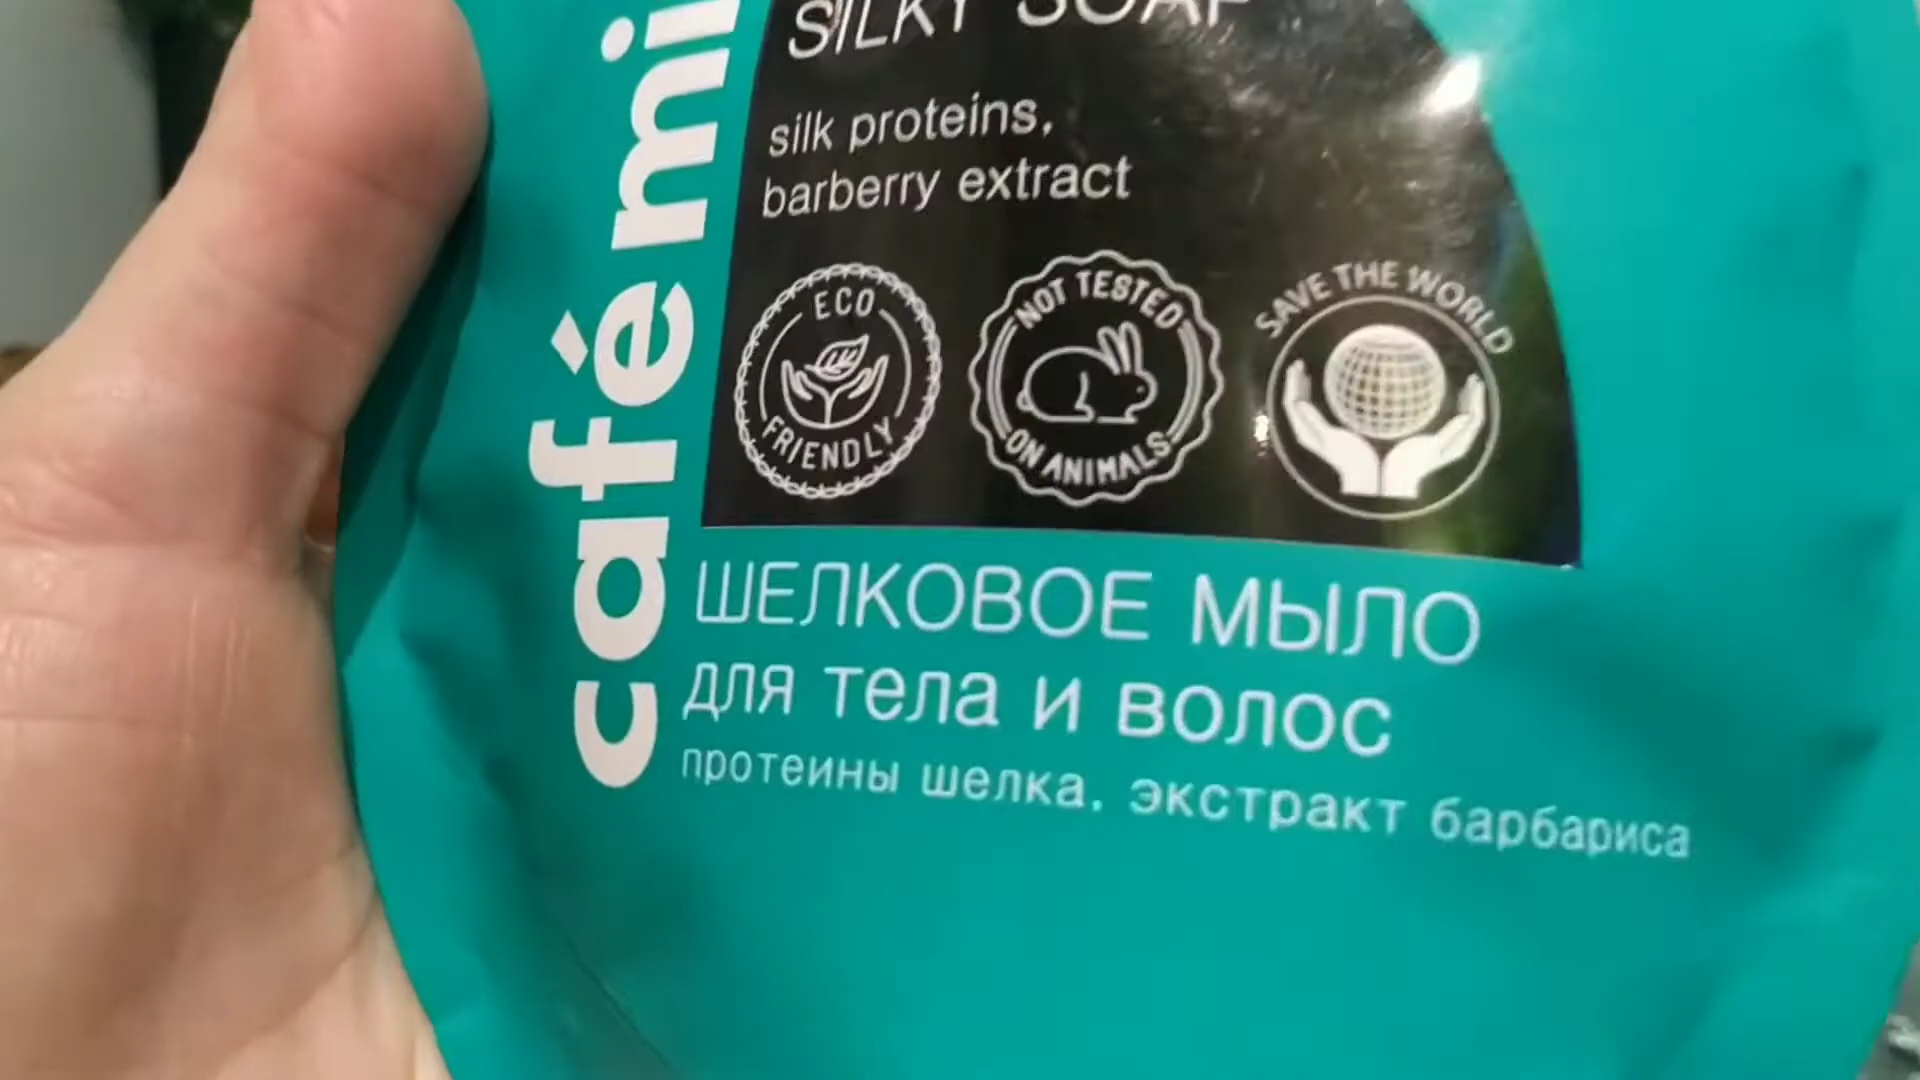 café mi
SILKY SOAP
silk proteins,
barberry extract
ECO
FRIENDLY
NOT TESTED
ON ANIMALS
SAVE THE WORLD
ШЕЛКОВОЕ МЫЛО
для тела и волос
протеины шелка, экстракт барбариса